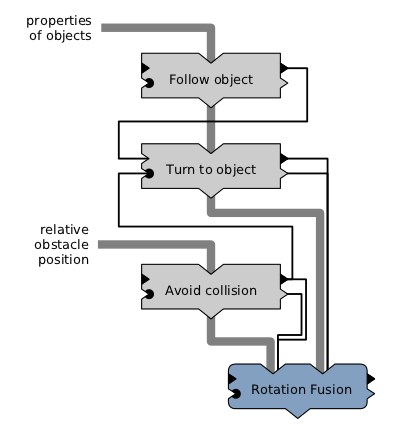 properties
of objects
Follow object
Turn to object
relative
obstacle
position
Avoid collision
Rotation Fusion